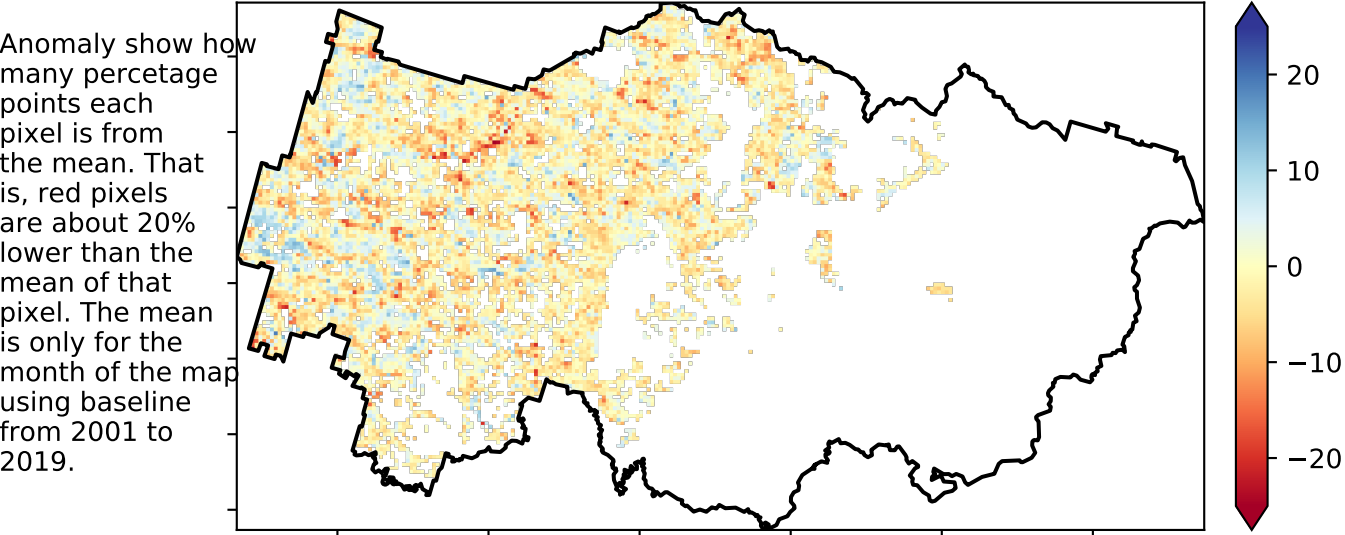 Anomaly show how
many percetage
points each
pixel is from
the mean. That
is, red pixels
are about 20%
lower than the
mean of that
pixel. The mean
is only for the
month of the map
using baseline
from 2001 to
2019.
20
10
0
−10
−20